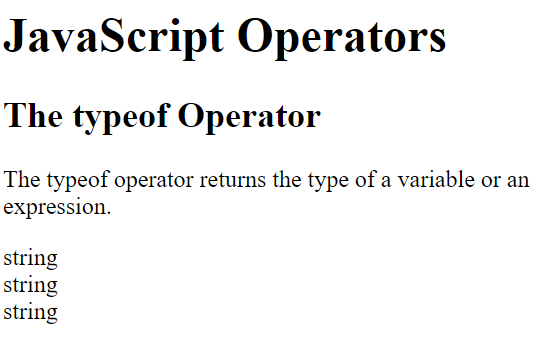 JavaScript Operators
The typeof Operator
The typeof operator returns the type of a variable or an
expression.
string
string
string